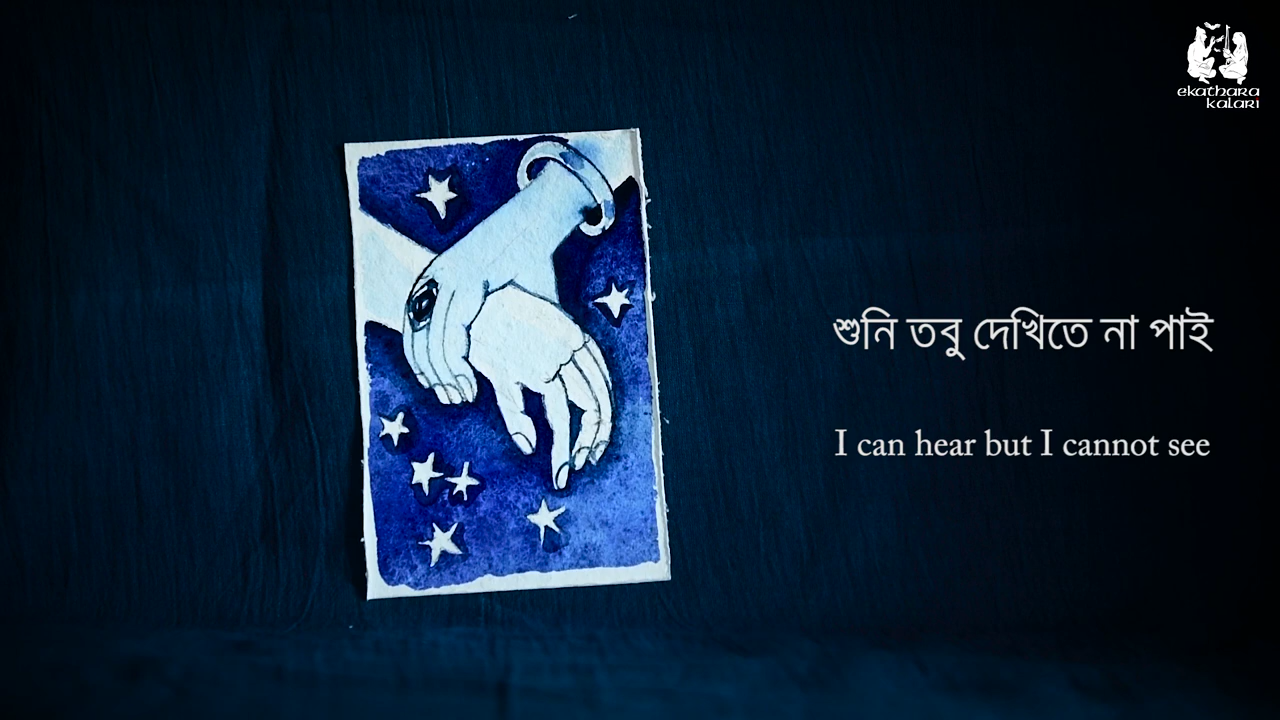 ekathara
kalari
শুনি তবু দেখিতে না পাই
I can hear but I cannot see